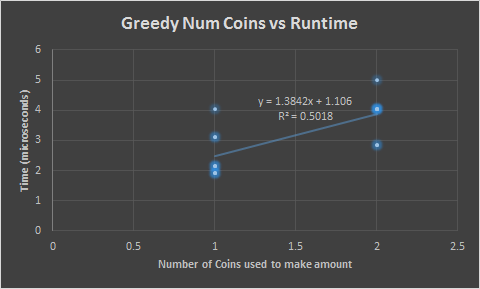 Greedy Num Coins vs Runtime
6
5
4
3
2
1
0
Time (microseconds)
y = 1.3842x + 1.106
R² = 0.5018
0 0.5 1 1.5 2 2.5
Number of Coins used to make amount